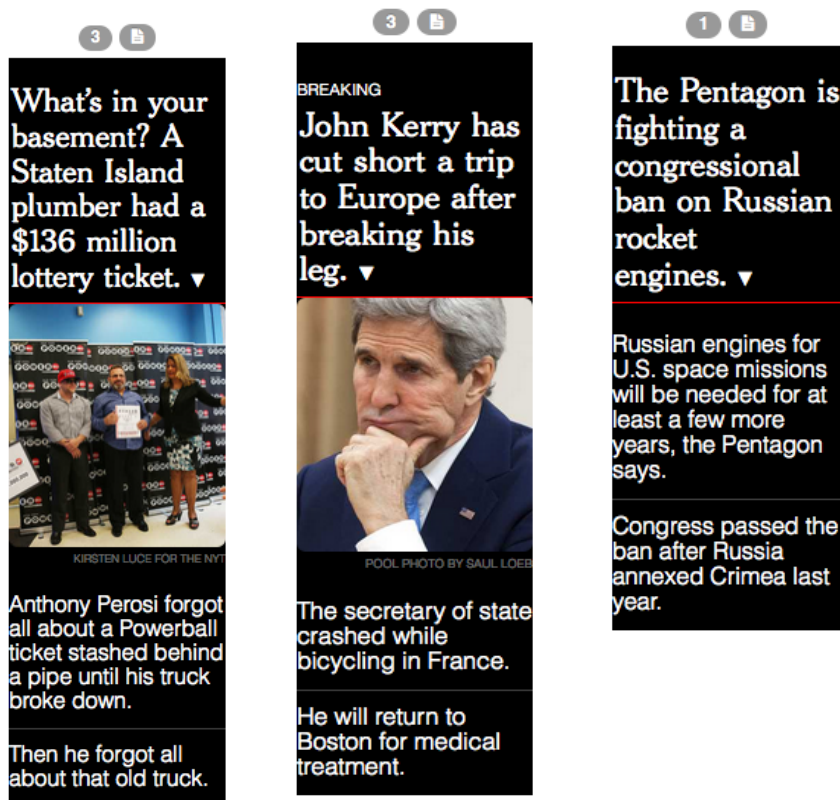 3
What's in your
basement? A
Staten Island
plumber had a
$136 million
lottery ticket. ▼
KIRSTEN LUCE FOR THE NYT
Anthony Perosi forgot
all about a Powerball
ticket stashed behind
a pipe until his truck
broke down.
Then he forgot all
about that old truck.
3
BREAKING
John Kerry has
cut short a trip
to Europe after
breaking his
leg. ▼
POOL PHOTO BY SAUL LOEB
The secretary of state
crashed while
bicycling in France.
He will return to
Boston for medical
treatment.
1
The Pentagon is
fighting a
congressional
ban on Russian
rocket
engines. ▼
Russian engines for
U.S. space missions
will be needed for at
least a few more
years, the Pentagon
says.
Congress passed the
ban after Russia
annexed Crimea last
year.